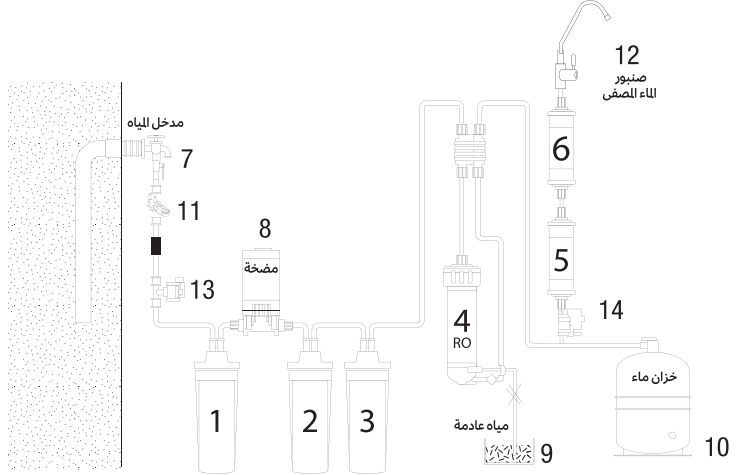 12
صنبور
الماء المصفى
مدخل المياه
7
6
11
8
مضخة
5
13
14
4
RO
خزان ماء
1
2
3
مياه عادمة
9
10